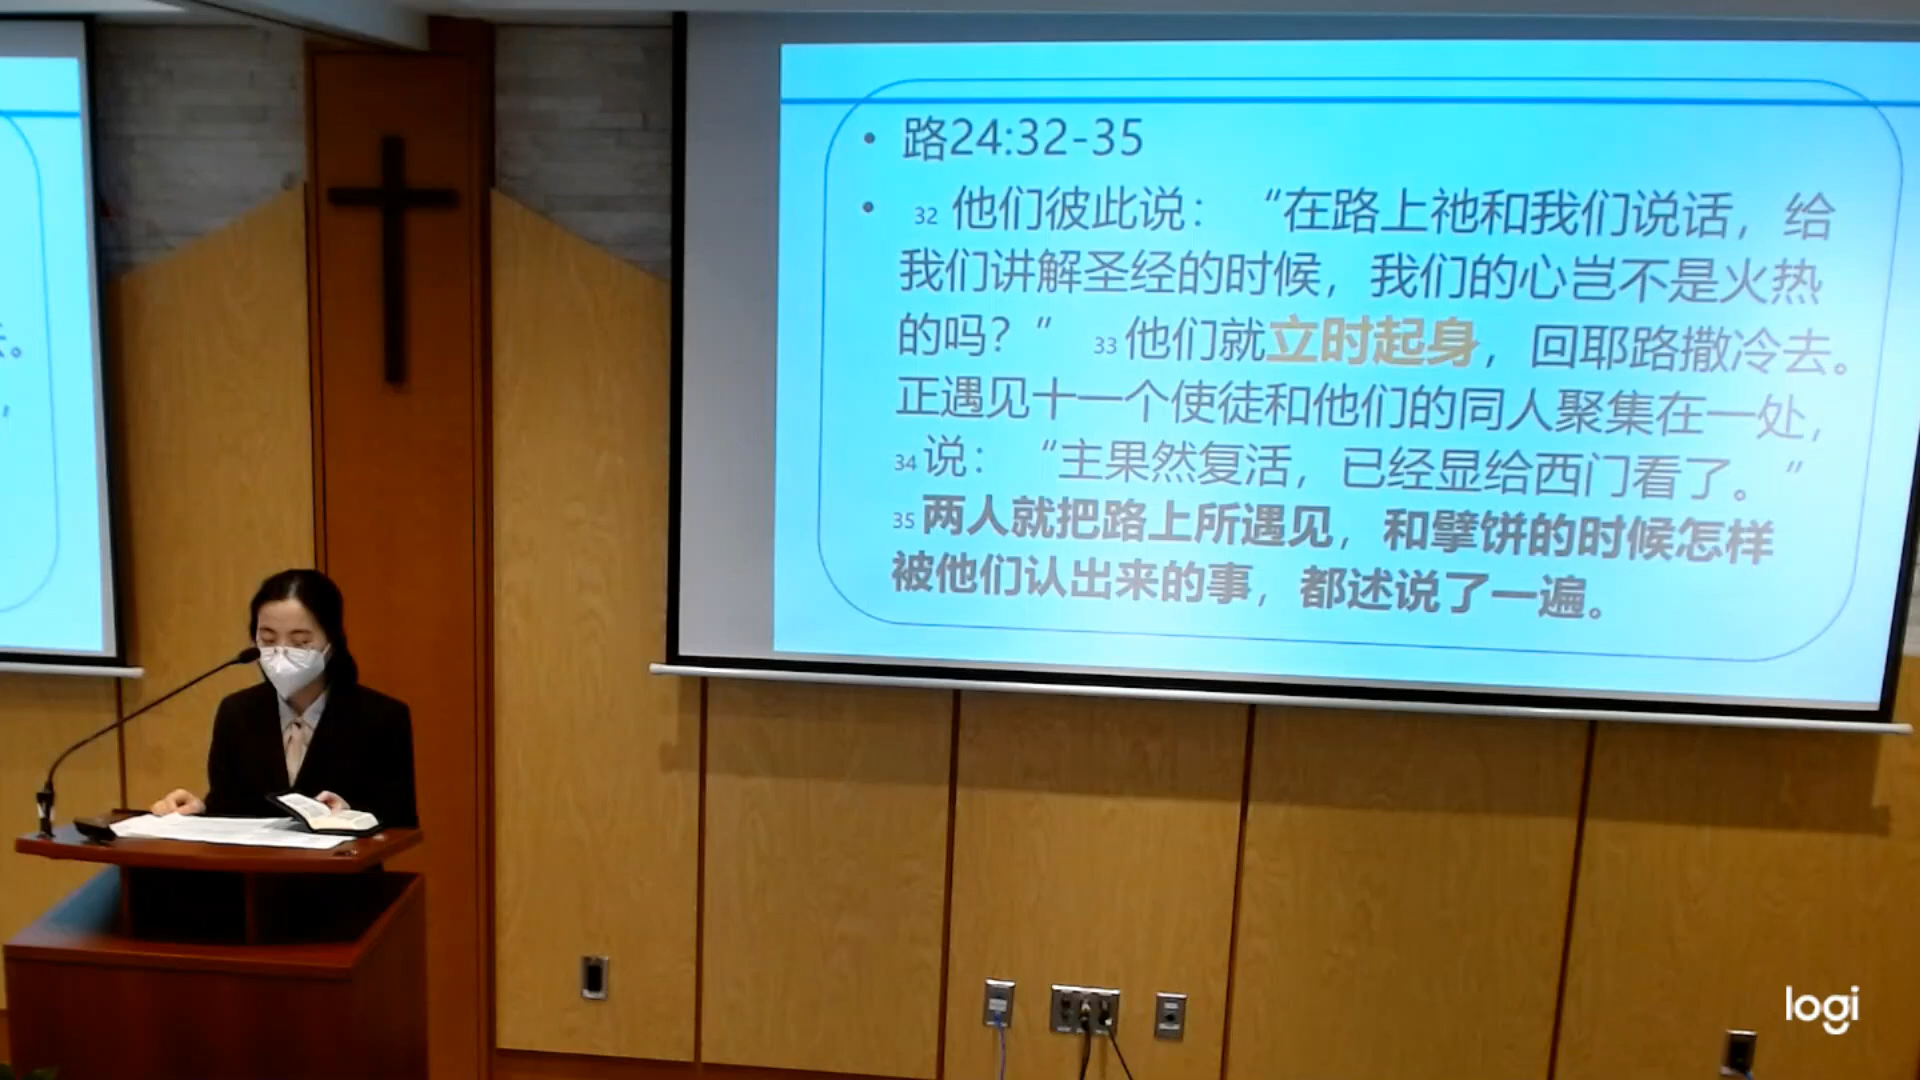 路24:32-35
32 他们彼此说：“在路上祂和我们说话，给
我们讲解圣经的时候，我们的心岂不是火热
的吗？” 33 他们就立时起身，回耶路撒冷去。
正遇见十一个使徒和他们的同人聚集在一处，
34 说：“主果然复活，已经显给西门看了。”
35 两人就把路上所遇见，和擘饼的时候怎样
被他们认出来的事，都述说了一遍。
去。
，
logi